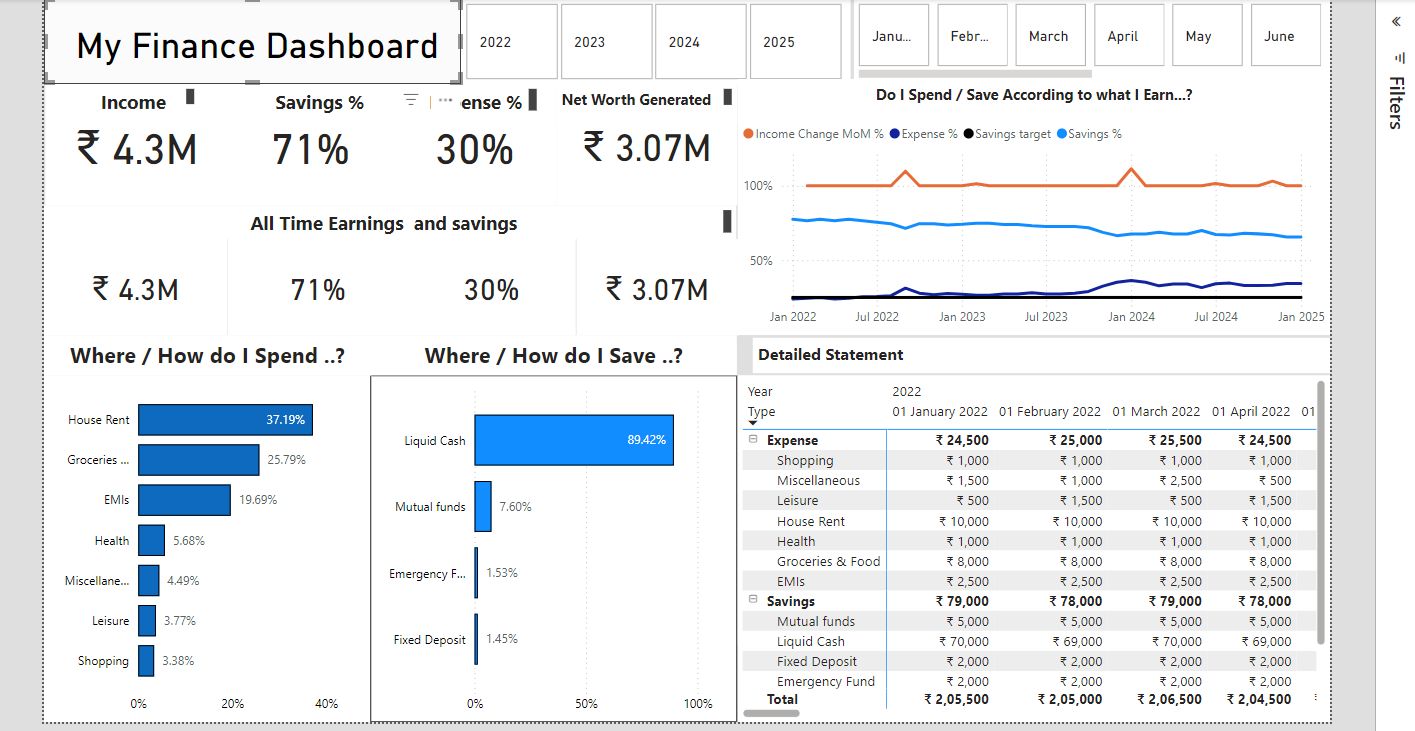 My Finance Dashboard
2022
2023
2024
2025
Janu...
Febr...
March
April
May
June
Filters
Income
₹ 4.3M
Savings %
71%
ense %
30%
Net Worth Generated
₹ 3.07M
All Time Earnings and savings
₹ 4.3M
71%
30%
₹ 3.07M
Do I Spend / Save According to what I Earn...?
Income Change MoM % Expense % Savings target Savings %
100%
50%
Jan 2022 Jul 2022 Jan 2023 Jul 2023 Jan 2024 Jul 2024 Jan 2025
Where / How do I Spend ..?
House Rent 37.19%
Groceries ... 25.79%
EMIs 19.69%
Health 5.68%
Miscellane... 4.49%
Leisure 3.77%
Shopping 3.38%
0% 20% 40%
Where / How do I Save ..?
Liquid Cash 89.42%
Mutual funds 7.60%
Emergency F... 1.53%
Fixed Deposit 1.45%
0% 50% 100%
Detailed Statement
Year 2022
Type 01 January 2022 01 February 2022 01 March 2022 01 April 2022 01
Expense ₹ 24,500 ₹ 25,000 ₹ 25,500 ₹ 24,500
Shopping ₹ 1,000 ₹ 1,000 ₹ 1,000 ₹ 1,000
Miscellaneous ₹ 1,500 ₹ 1,000 ₹ 2,500 ₹ 500
Leisure ₹ 500 ₹ 1,500 ₹ 500 ₹ 1,500
House Rent ₹ 10,000 ₹ 10,000 ₹ 10,000 ₹ 10,000
Health ₹ 1,000 ₹ 1,000 ₹ 1,000 ₹ 1,000
Groceries & Food ₹ 8,000 ₹ 8,000 ₹ 8,000 ₹ 8,000
EMIs ₹ 2,500 ₹ 2,500 ₹ 2,500 ₹ 2,500
Savings ₹ 79,000 ₹ 78,000 ₹ 79,000 ₹ 78,000
Mutual funds ₹ 5,000 ₹ 5,000 ₹ 5,000 ₹ 5,000
Liquid Cash ₹ 70,000 ₹ 69,000 ₹ 70,000 ₹ 69,000
Fixed Deposit ₹ 2,000 ₹ 2,000 ₹ 2,000 ₹ 2,000
Emergency Fund ₹ 2,000 ₹ 2,000 ₹ 2,000 ₹ 2,000
Total ₹ 2,05,500 ₹ 2,05,000 ₹ 2,06,500 ₹ 2,04,500